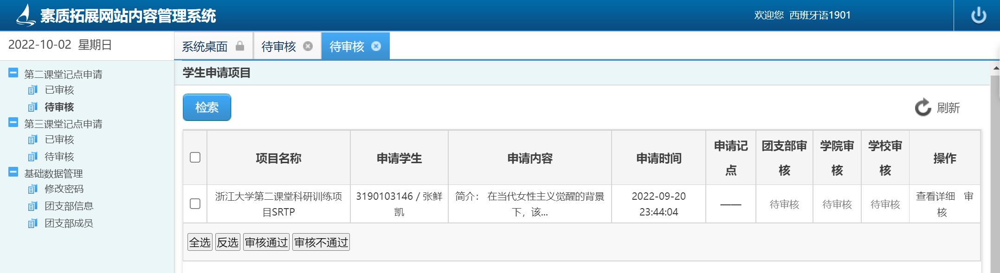 素质拓展网站内容管理系统
欢迎您 西班牙语1901
2022-10-02 星期日
系统桌面
待审核
待审核
第二课堂记点申请
已审核
待审核
第三课堂记点申请
已审核
待审核
基础数据管理
修改密码
团支部信息
团支部成员
学生申请项目
检索
刷新
项目名称
申请学生
申请内容
申请时间
申请记
点
团支部审
核
学院审
核
学校审
核
操作
浙江大学第二课堂科研训练项
目SRTP
3190103146 / 张鲜
凯
简介： 在当代女性主义觉醒的背景
下，该...
2022-09-20
23:44:04
——
待审核
待审核
待审核
查看详细 审
核
全选
反选
审核通过
审核不通过